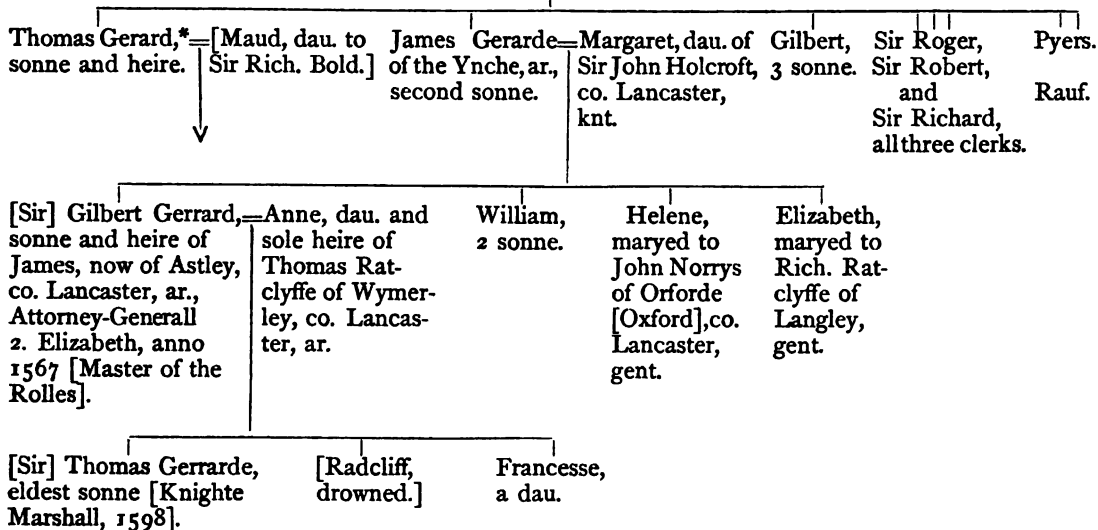 Thomas Gerard,*=[Maud, dau. to
sonne and heire. Sir Rich. Bold.]
James Gerarde=Margaret, dau. of
of the Ynche, ar., Sir John Holcroft,
second sonne. co. Lancaster,
knt.
Gilbert,
3 sonne.
Sir Roger,
Sir Robert,
and
Sir Richard,
all three clerks.
Pyers.
Rauf.
[Sir] Gilbert Gerrard,=Anne, dau. and
sonne and heire of sole heire of
James, now of Astley, Thomas Rat-
co. Lancaster, ar., clyffe of Wymer-
Attorney-Generall ley, co. Lancas-
2. Elizabeth, anno ter, ar.
1567 [Master of the
Rolles].
William,
2 sonne.
Helene,
maryed to
John Norrys
of Orforde
[Oxford],co.
Lancaster,
gent.
Elizabeth,
maryed to
Rich. Rat-
clyffe of
Langley,
gent.
[Sir] Thomas Gerrarde,
eldest sonne [Knighte
Marshall, 1598].
[Radcliff,
drowned.]
Francesse,
a dau.